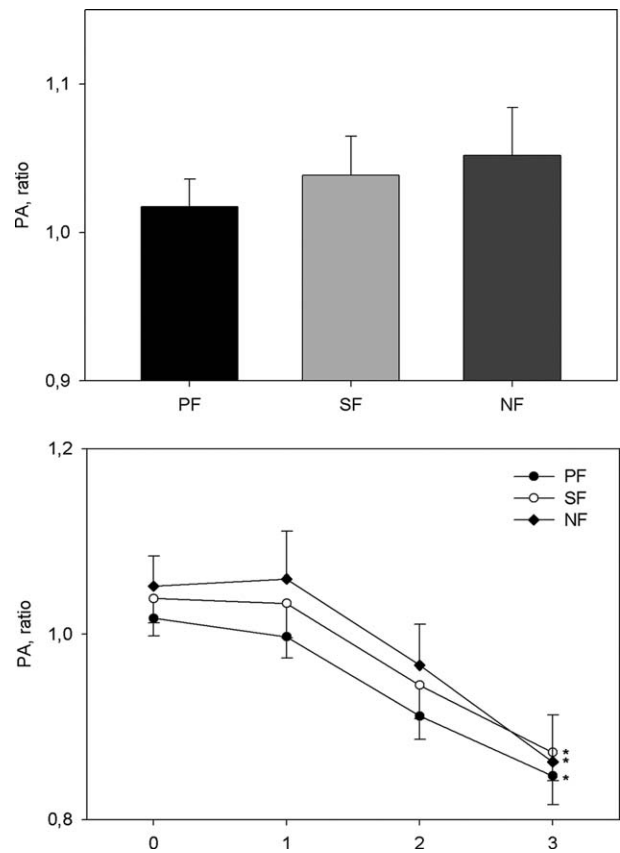 1,1
PA, ratio
1,0
0,9
PF SF NF
1,2
PF
SF
NF
PA, ratio
1,0
*
*
*
0,8
0 1 2 3